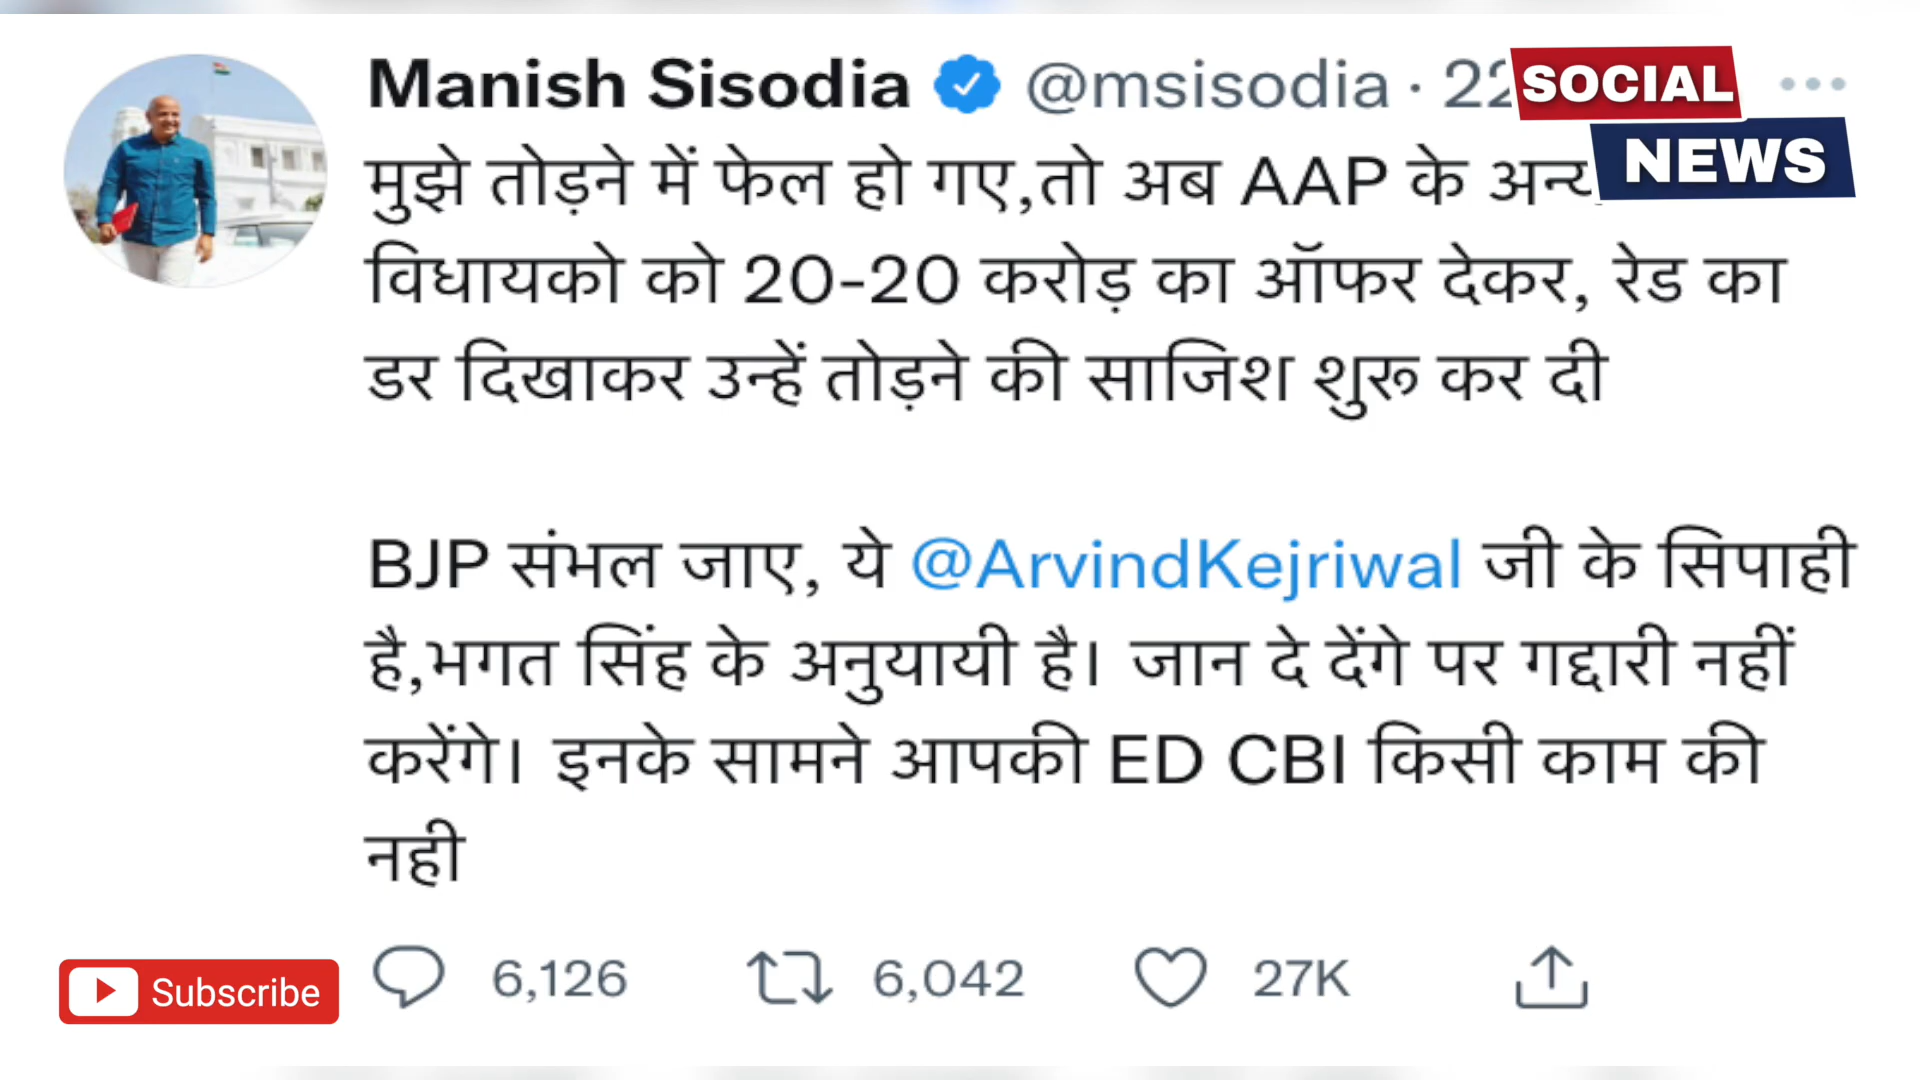 Manish Sisodia @msisodia · 22
SOCIAL
NEWS
मुझे तोड़ने में फेल हो गए,तो अब AAP के
विधायको को 20-20 करोड़ का ऑफर देकर, रेड का
डर दिखाकर उन्हें तोड़ने की साजिश शुरू कर दी
BJP संभल जाए, ये @ArvindKejriwal जी के सिपाही
है,भगत सिंह के अनुयायी है। जान दे देंगे पर गद्दारी नहीं
करेंगे। इनके सामने आपकी ED CBI किसी काम की
नही
Subscribe
6,126 6,042 27K